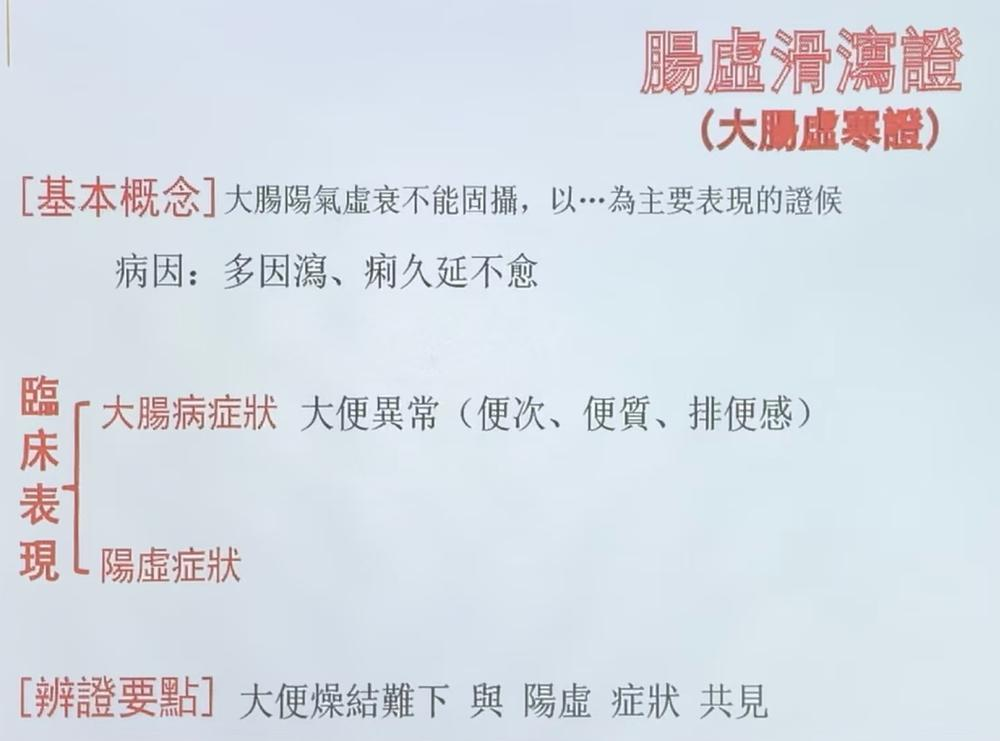 腸虛滑瀉證
（大腸虛寒證）
［基本概念］大腸陽氣虛衰不能固攝，以…為主要表現的證候
病因：多因瀉、痢久延不愈
臨床表現
大腸病症狀 大便異常（便次、便質、排便感）
陽虛症狀
［辨證要點］ 大便燥結難下 與 陽虛 症狀 共見